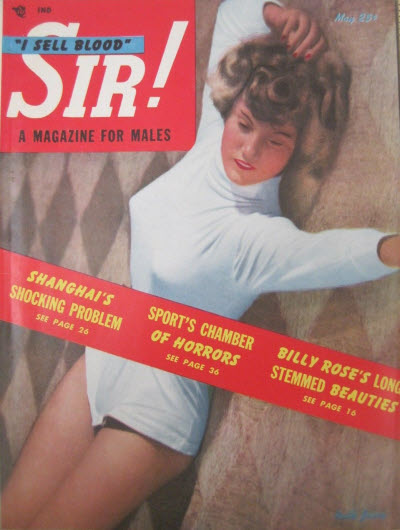 IND
"I SELL BLOOD"
SIR!
A MAGAZINE FOR MALES
May 25¢
SHANGHAI'S
SHOCKING PROBLEM
SEE PAGE 26
SPORT'S CHAMBER
OF HORRORS
SEE PAGE 36
BILLY ROSE'S LONG
STEMMED BEAUTIES
SEE PAGE 16